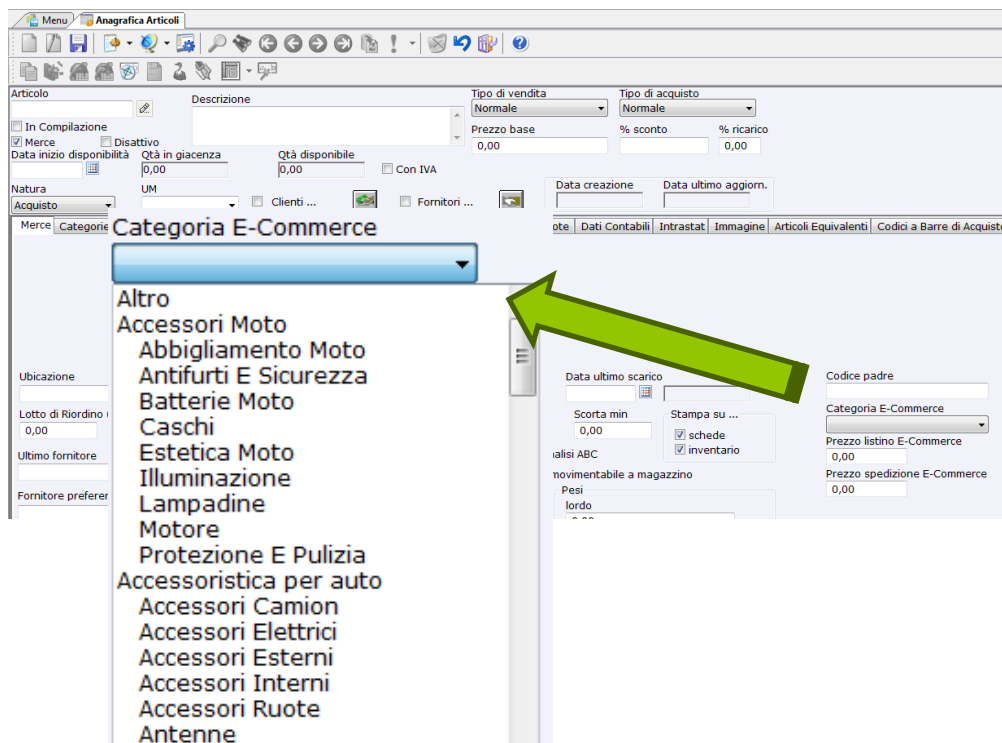 Menu Anagrafica Articoli
Articolo Descrizione Tipo di vendita Tipo di acquisto
Normale Normale
In Compilazione Prezzo base % sconto % ricarico
Merce Disattivo 0,00 0,00
Data inizio disponibilità Qtà in giacenza Qtà disponibile
0,00 0,00 Con IVA
Natura UM Data creazione Data ultimo aggiorn.
Acquisto Clienti ... Fornitori ...
Merce Categorie ote Dati Contabili Intrastat Immagine Articoli Equivalenti Codici a Barre di Acquisto
Categoria E-Commerce
Altro
Accessori Moto
Abbigliamento Moto
Antifurti E Sicurezza
Batterie Moto
Caschi
Estetica Moto
Illuminazione
Lampadine
Motore
Protezione E Pulizia
Accessoristica per auto
Accessori Camion
Accessori Elettrici
Accessori Esterni
Accessori Interni
Accessori Ruote
Antenne
Ubicazione
Lotto di Riordino
0,00
Ultimo fornitore
Fornitore preferer
Data ultimo scarico
Scorta min Stampa su ...
0,00 schede
inventario
alisi ABC
movimentabile a magazzino
Pesi
lordo
0,00
Codice padre
Categoria E-Commerce
Prezzo listino E-Commerce
0,00
Prezzo spedizione E-Commerce
0,00